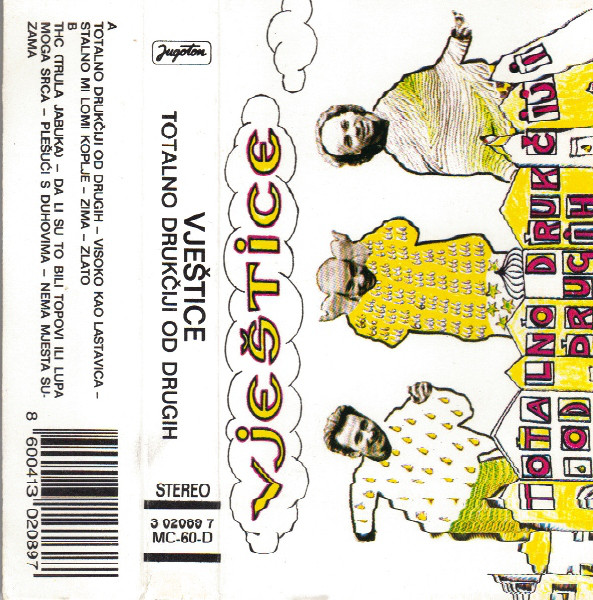 A
TOTALNO DRUKČIJI OD DRUGIH – VISOKO KAO LASTAVICA –
STALNO MI LOMI KOPLJE – ZIMA – ZLATO
B
THC (TRULA JABUKA) – DA LI SU TO BILI TOPOVI ILI LUPA
MOGA SRCA – PLEŠUĆI S DUHOVIMA – NEMA MJESTA SU-
ZAMA
8 600413 020897
Jugoton
VJEŠTICE
TOTALNO DRUKČIJI OD DRUGIH
STEREO
3 02089 7
MC-60-D
VJEŠTICE
TOTALNO DRUKČIJI
OD DRUGIH